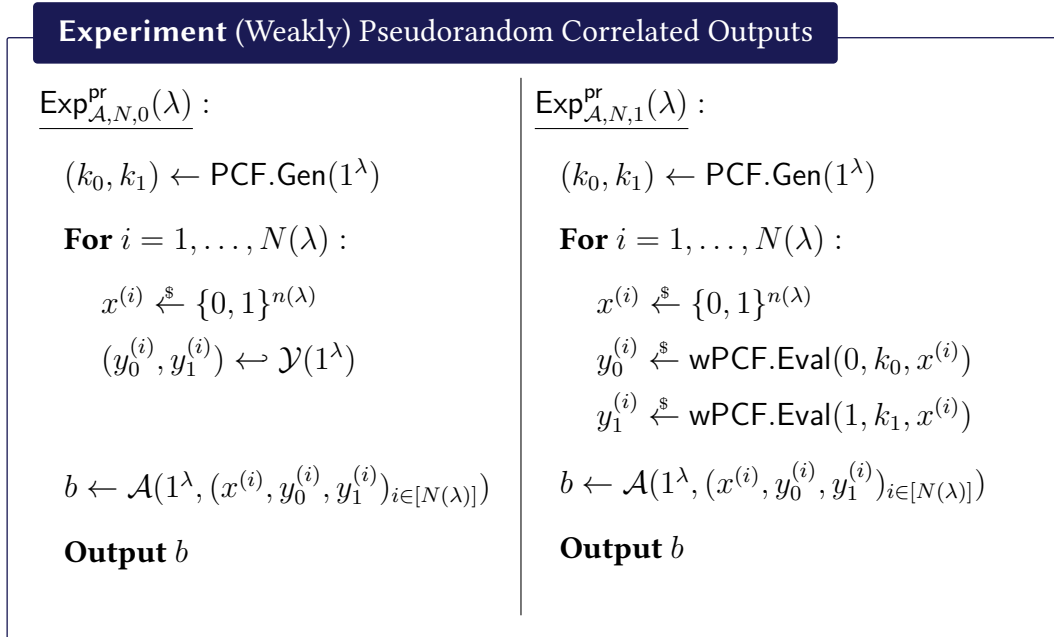 Experiment (Weakly) Pseudorandom Correlated Outputs
Exp^{pr}_{𝒜,N,0}(λ) :
(k_0, k_1) ← PCF.Gen(1^λ)
For i = 1, . . . , N(λ) :
x^{(i)} ←$ {0, 1}^{n(λ)}
(y_0^{(i)}, y_1^{(i)}) ↩ 𝒴(1^λ)
b ← 𝒜(1^λ, (x^{(i)}, y_0^{(i)}, y_1^{(i)})_{i∈[N(λ)]})
Output b
Exp^{pr}_{𝒜,N,1}(λ) :
(k_0, k_1) ← PCF.Gen(1^λ)
For i = 1, . . . , N(λ) :
x^{(i)} ←$ {0, 1}^{n(λ)}
y_0^{(i)} ←$ wPCF.Eval(0, k_0, x^{(i)})
y_1^{(i)} ←$ wPCF.Eval(1, k_1, x^{(i)})
b ← 𝒜(1^λ, (x^{(i)}, y_0^{(i)}, y_1^{(i)})_{i∈[N(λ)]})
Output b